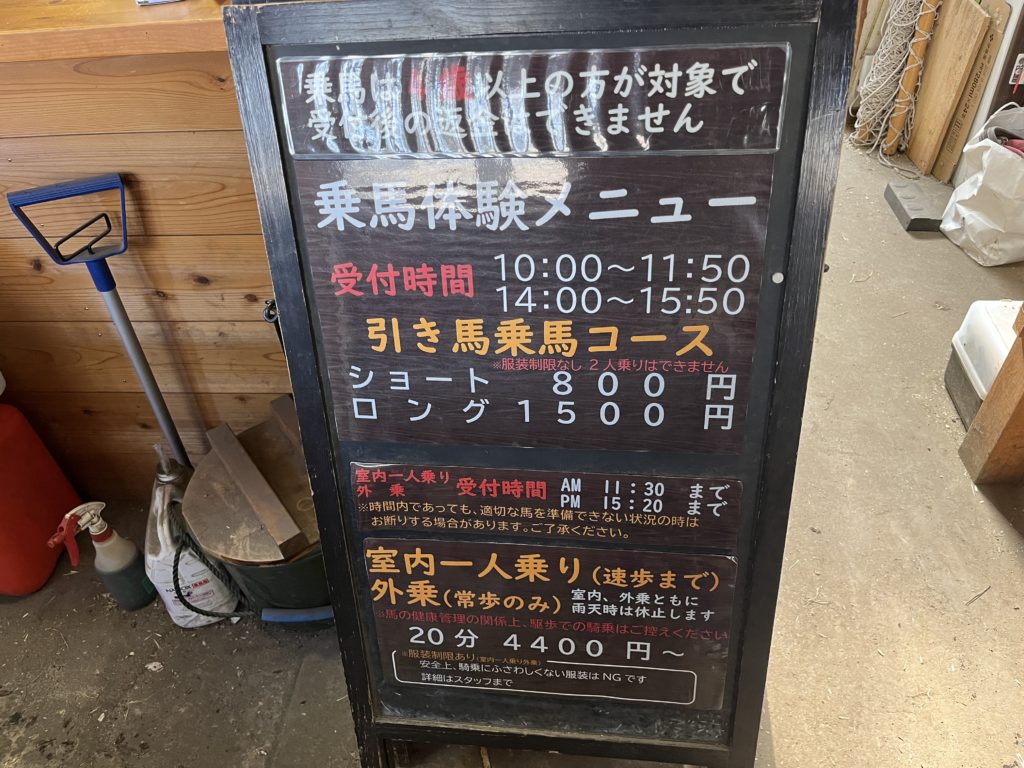 乗馬は4歳以上の方が対象で
受付後の返金はできません
乗馬体験メニュー
受付時間 10:00～11:50
14:00～15:50
引き馬乗馬コース
※服装制限なし 2人乗りはできません
ショート 800円
ロング 1500円
室内一人乗り
外乗 受付時間 AM 11:30 まで
PM 15:20 まで
※時間内であっても、適切な馬を準備できない状況の時は
お断りする場合があります。ご了承ください。
室内一人乗り(速歩まで)
外乗(常歩のみ) 室内、外乗ともに
雨天時は休止します
※馬の健康管理の関係上、駆歩での騎乗はご控えください
20分 4400円～
※服装制限あり(室内一人乗り外乗)
安全上、騎乗にふさわしくない服装はNGです
詳細はスタッフまで